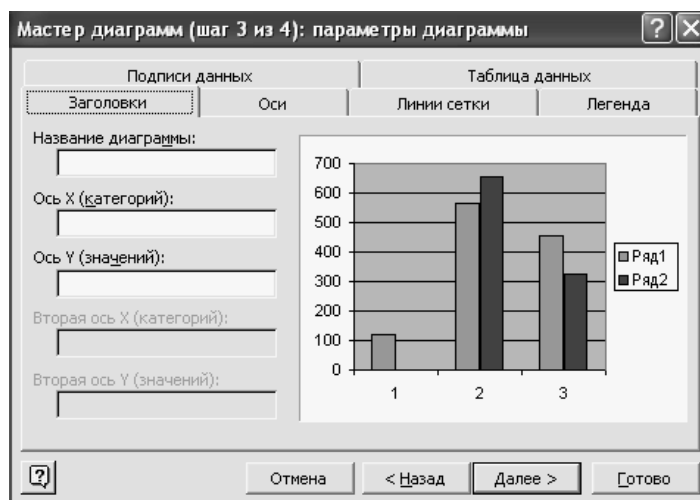 Мастер диаграмм (шаг 3 из 4): параметры диаграммы
Подписи данных
Таблица данных
Заголовки
Оси
Линии сетки
Легенда
Название диаграммы:
Ось X (категорий):
Ось Y (значений):
Вторая ось X (категорий):
Вторая ось Y (значений):
700
600
500
400
300
200
100
0
1
2
3
Ряд1
Ряд2
Отмена
< Назад
Далее >
Готово